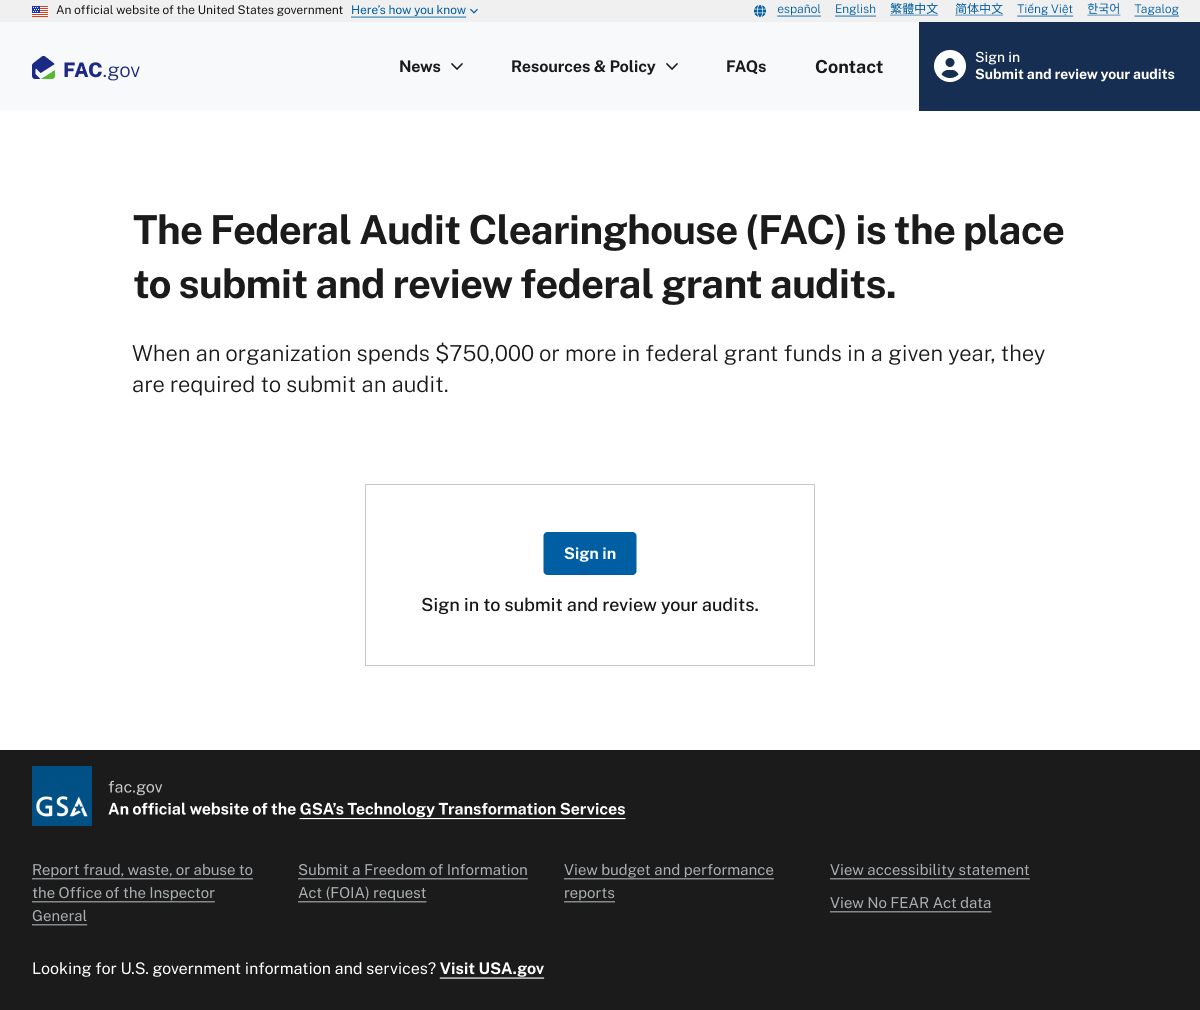 An official website of the United States government Here's how you know
español English 繁體中文 简体中文 Tiếng Việt 한국어 Tagalog
FAC.gov
News
Resources & Policy
FAQs
Contact
Sign in
Submit and review your audits
The Federal Audit Clearinghouse (FAC) is the place
to submit and review federal grant audits.
When an organization spends $750,000 or more in federal grant funds in a given year, they
are required to submit an audit.
Sign in
Sign in to submit and review your audits.
GSA
fac.gov
An official website of the GSA’s Technology Transformation Services
Report fraud, waste, or abuse to
the Office of the Inspector
General
Submit a Freedom of Information
Act (FOIA) request
View budget and performance
reports
View accessibility statement
View No FEAR Act data
Looking for U.S. government information and services? Visit USA.gov